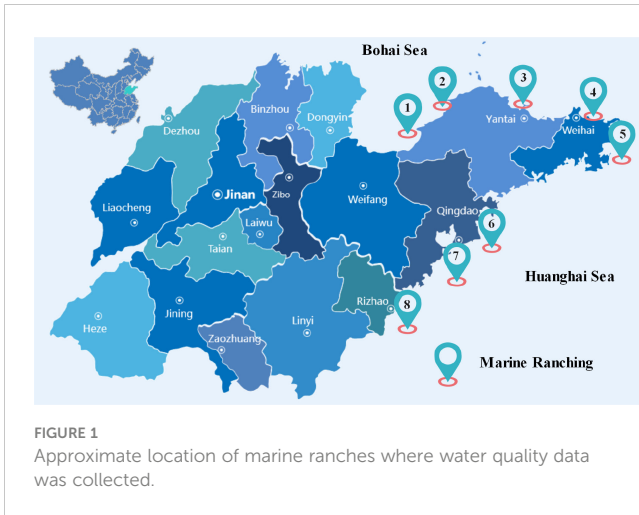 Bohai Sea
1
2
3
4
5
Dezhou
Binzhou
Dongyin
Yantai
Weihai
Jinan
Zibo
Weifang
Liaocheng
Laiwu
Qingdao
6
Taian
7
Huanghai Sea
Rizhao
8
Heze
Jining
Linyi
Zaozhuang
Marine Ranching
FIGURE 1
Approximate location of marine ranches where water quality data
was collected.